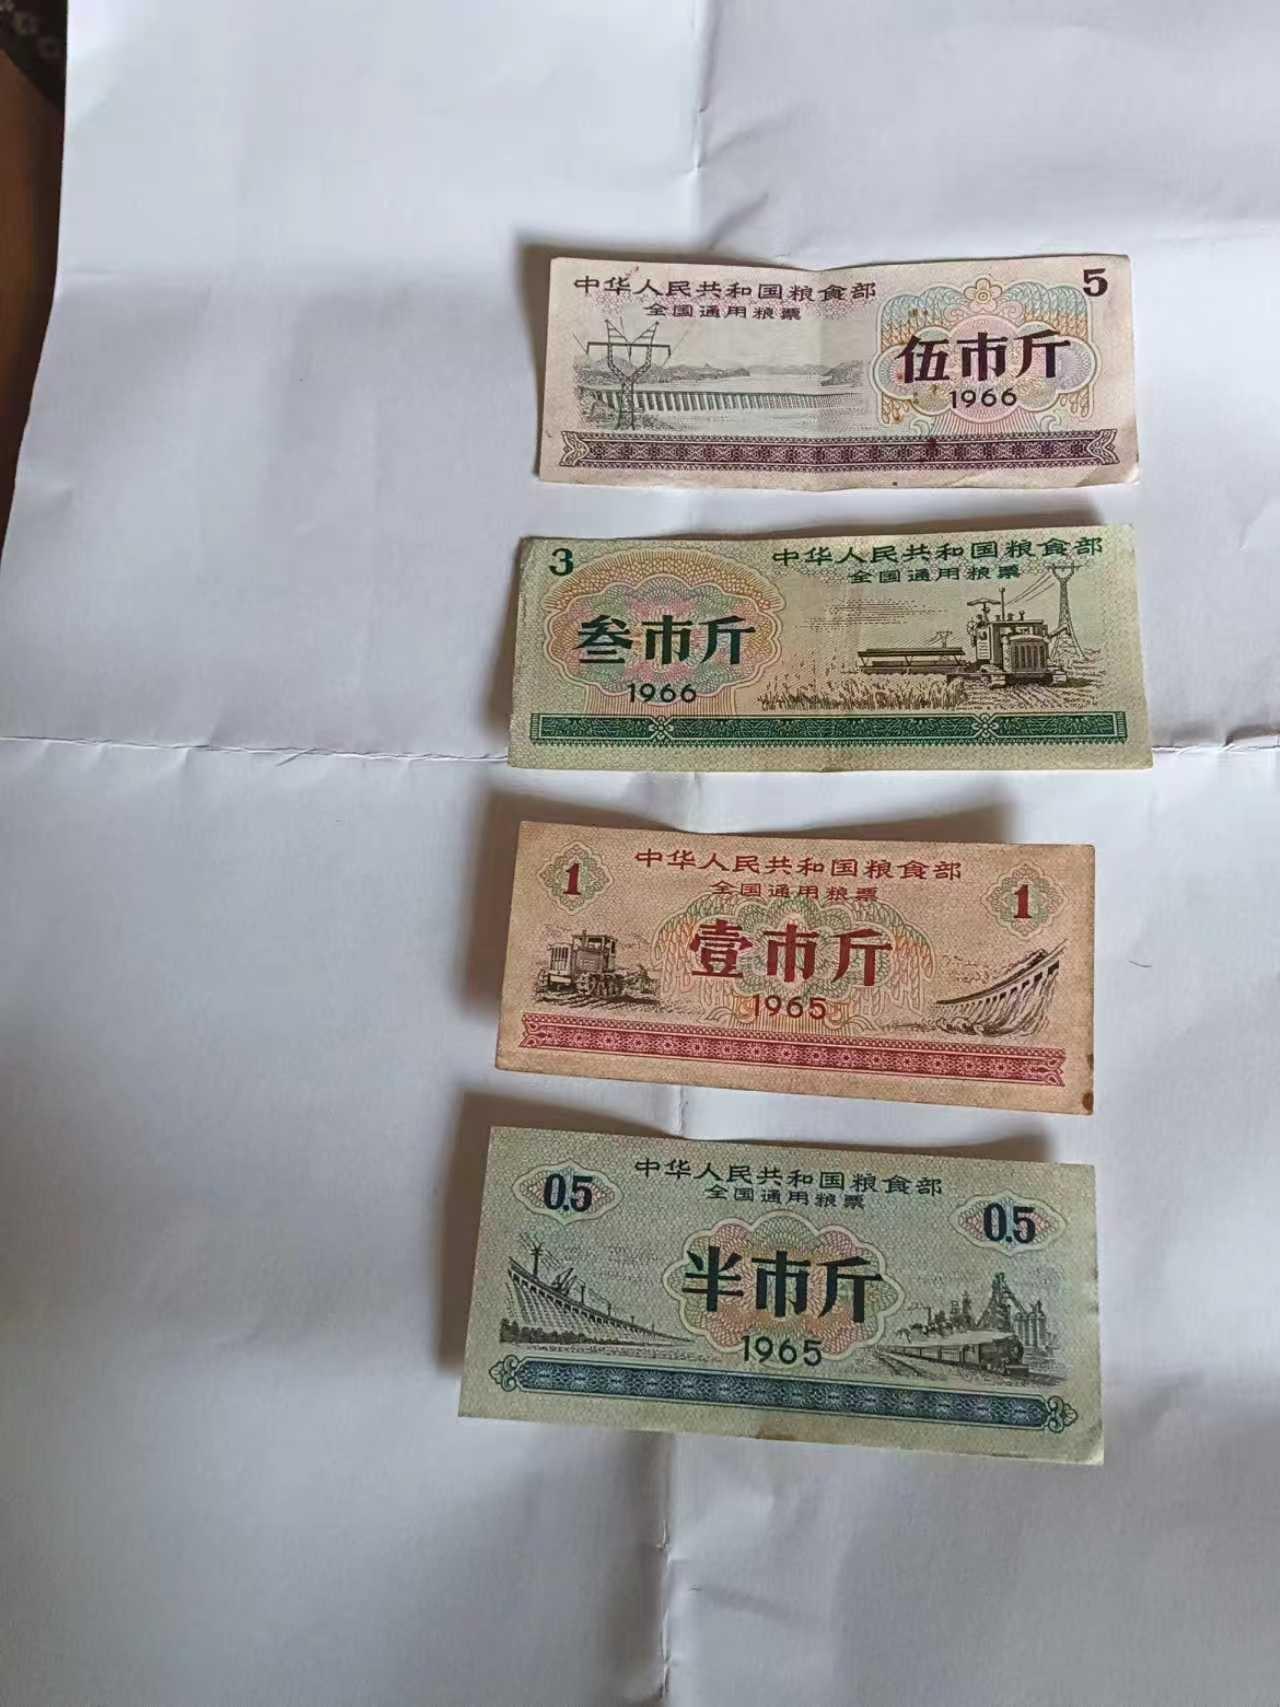 中华人民共和国粮食部
5
全国通用粮票
伍市斤
1966
3
中华人民共和国粮食部
全国通用粮票
叁市斤
1966
中华人民共和国粮食部
1
1
全国通用粮票
壹市斤
1965
中华人民共和国粮食部
0.5
0.5
全国通用粮票
半市斤
1965